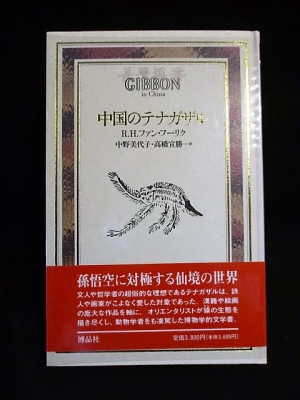 GIBBON
in China
中国のテナガザル
R.H.ファン・フーリク
中野美代子・高橋宣勝=訳
孫悟空に対極する仙境の世界
文人や哲学者の超俗的な理想であるテナガザルは、詩
人や画家がこよなく愛した対象であった。漢籍や絵画
の厖大な作品を軸に、オリエンタリストが猿の生態を
描き尽くし、動物学者をも凌駕した博物学的文学書。
博品社
定価3,800円(本体3,689円)